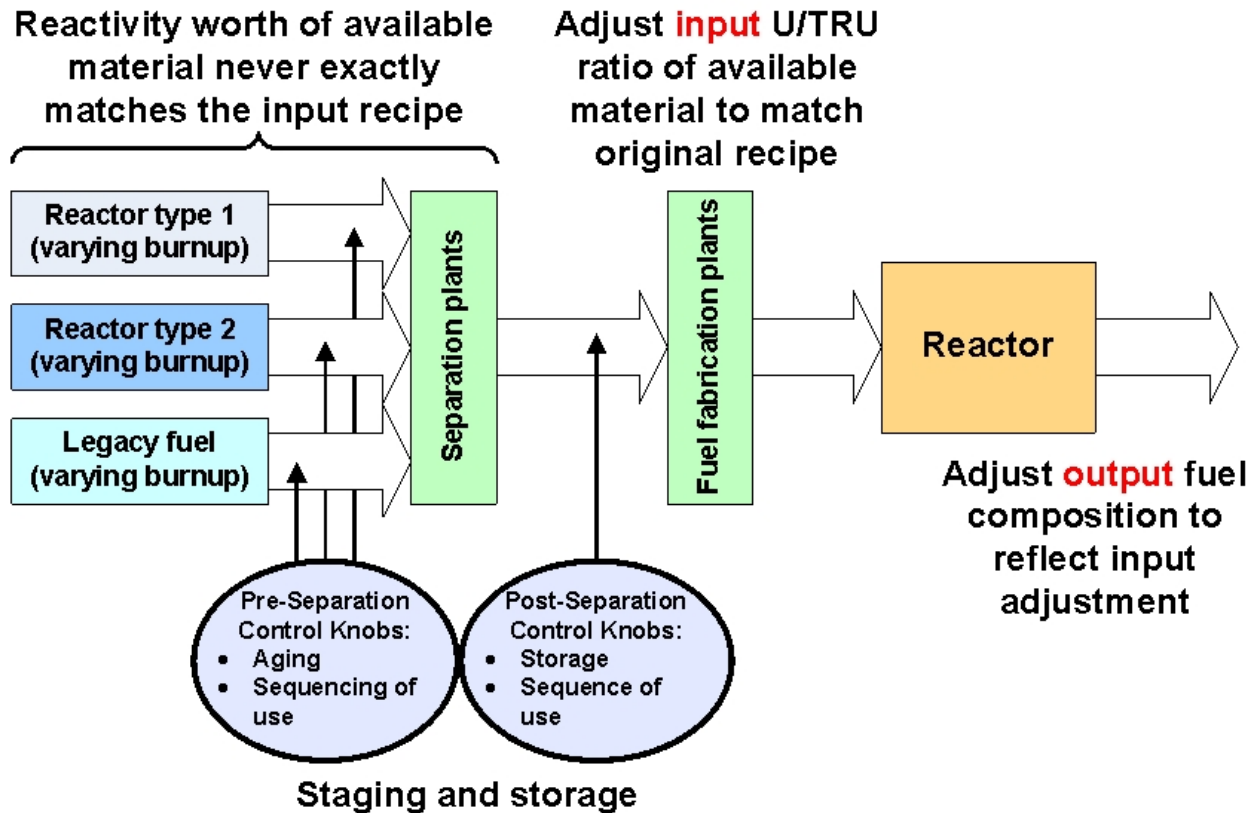 Reactivity worth of available
material never exactly
matches the input recipe
Adjust input U/TRU
ratio of available
material to match
original recipe
Reactor type 1
(varying burnup)
Reactor type 2
(varying burnup)
Legacy fuel
(varying burnup)
Separation plants
Fuel fabrication plants
Reactor
Adjust output fuel
composition to
reflect input
adjustment
Pre-Separation
Control Knobs:
• Aging
• Sequencing of
use
Post-Separation
Control Knobs:
• Storage
• Sequence of
use
Staging and storage